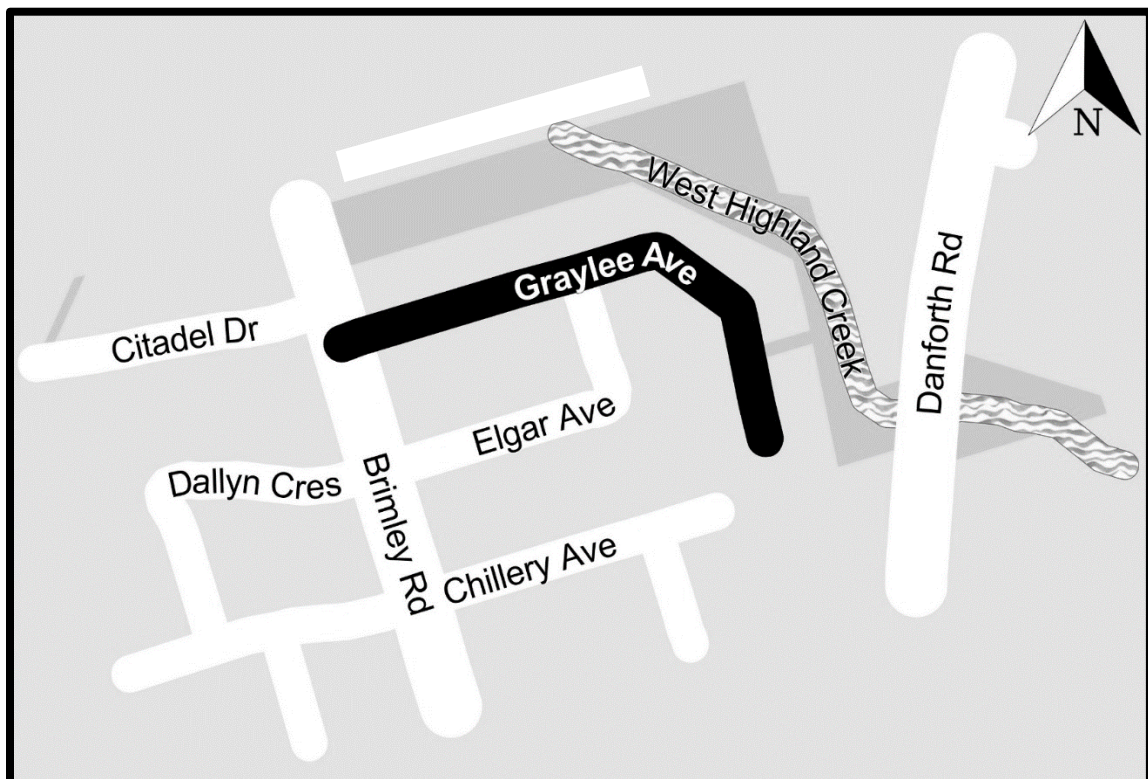 N
West Highland Creek
Graylee Ave
Danforth Rd
Citadel Dr
Elgar Ave
Dallyn Cres
Brimley Rd
Chillery Ave